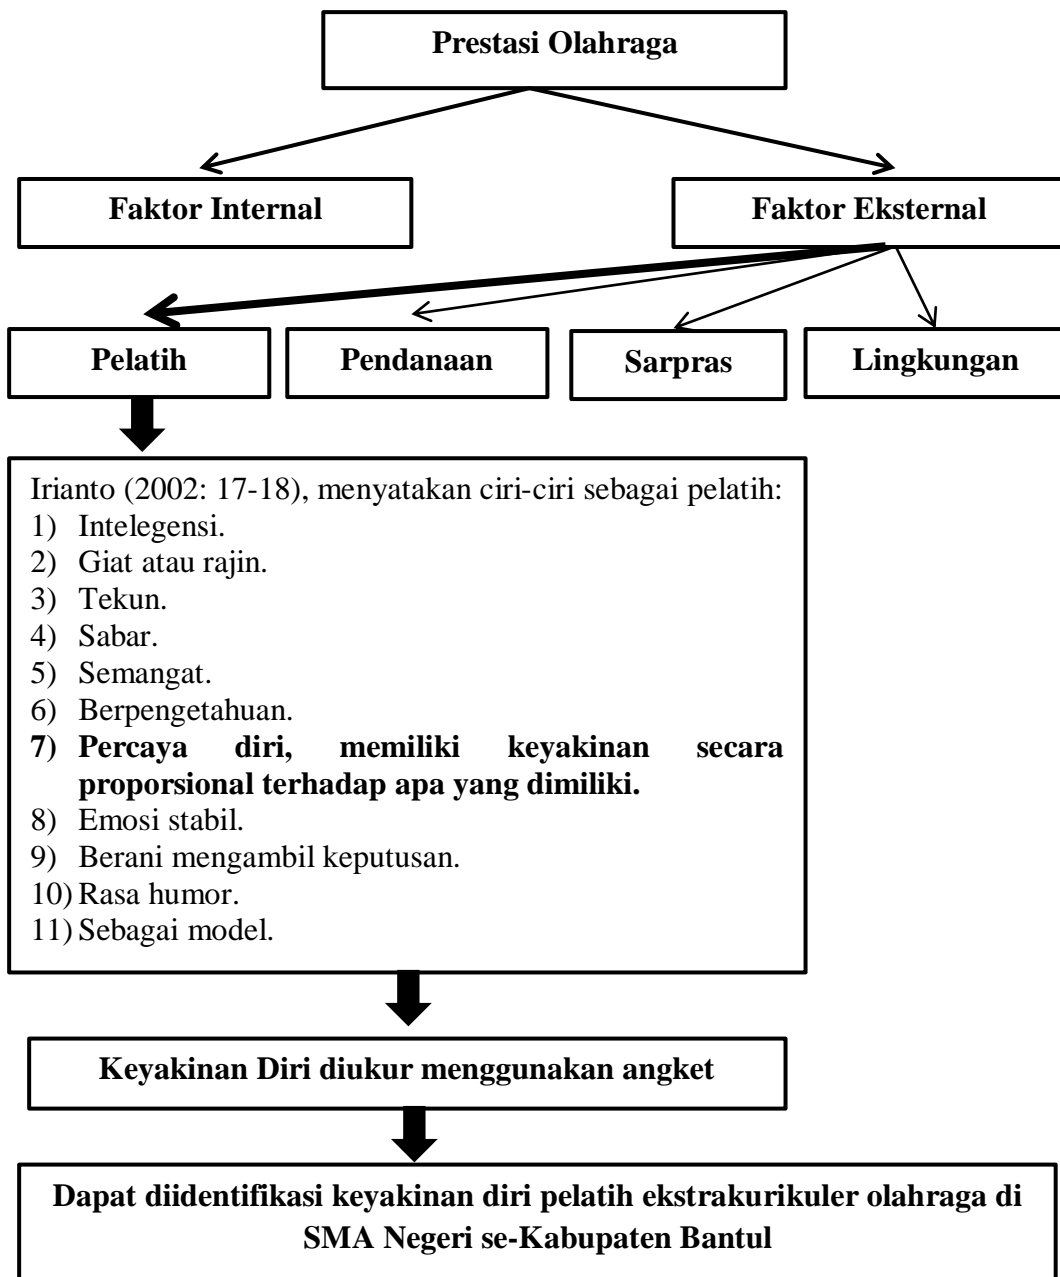 Prestasi Olahraga
Faktor Internal
Faktor Eksternal
Pelatih
Pendanaan
Sarpras
Lingkungan
Irianto (2002: 17-18), menyatakan ciri-ciri sebagai pelatih:
1) Intelegensi.
2) Giat atau rajin.
3) Tekun.
4) Sabar.
5) Semangat.
6) Berpengetahuan.
7) Percaya diri, memiliki keyakinan secara
proporsional terhadap apa yang dimiliki.
8) Emosi stabil.
9) Berani mengambil keputusan.
10) Rasa humor.
11) Sebagai model.
Keyakinan Diri diukur menggunakan angket
Dapat diidentifikasi keyakinan diri pelatih ekstrakurikuler olahraga di
SMA Negeri se-Kabupaten Bantul